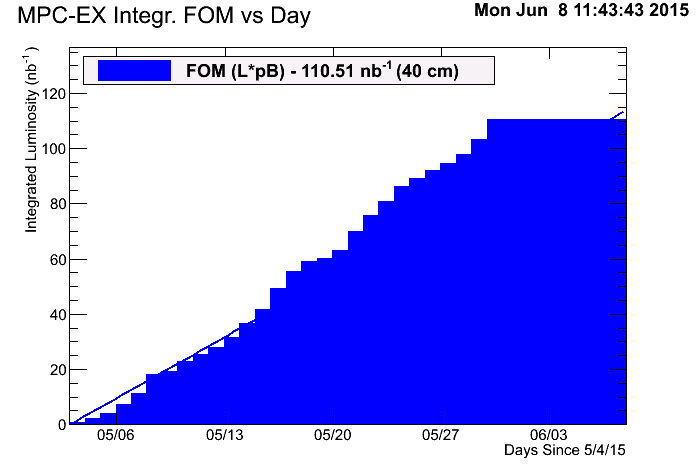 MPC-EX Integr. FOM vs Day
Mon Jun 8 11:43:43 2015
FOM (L*pB) - 110.51 nb⁻¹ (40 cm)
Integrated Luminosity (nb⁻¹)
120
100
80
60
40
20
0
05/06 05/13 05/20 05/27 06/03
Days Since 5/4/15